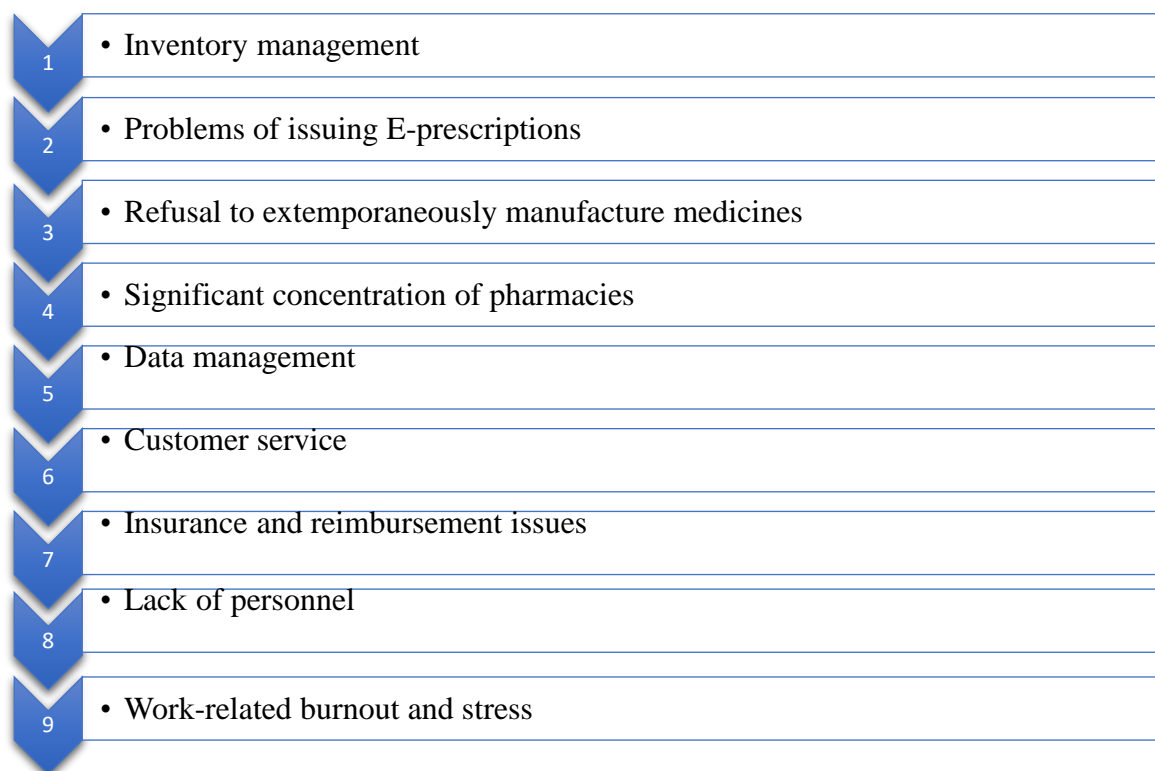 1 • Inventory management
2 • Problems of issuing E-prescriptions
3 • Refusal to extemporaneously manufacture medicines
4 • Significant concentration of pharmacies
5 • Data management
6 • Customer service
7 • Insurance and reimbursement issues
8 • Lack of personnel
9 • Work-related burnout and stress